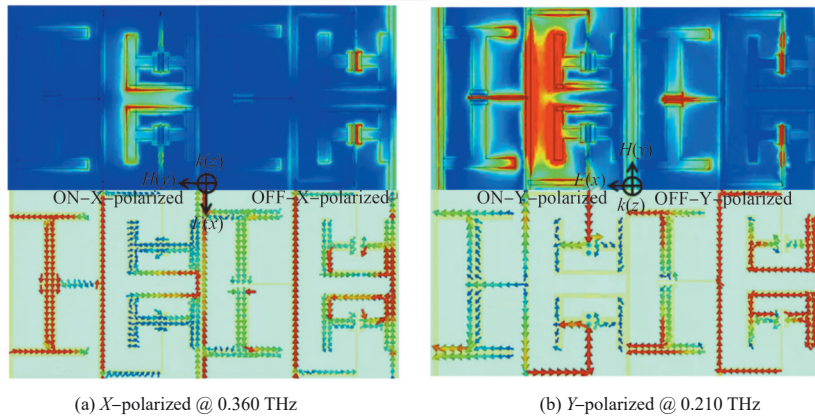 k(z)
H(y)
ON-X-polarized OFF-X-polarized
E(x)
H(y)
E(x)
ON-Y-polarized OFF-Y-polarized
k(z)
(a) X-polarized @ 0.360 THz
(b) Y-polarized @ 0.210 THz